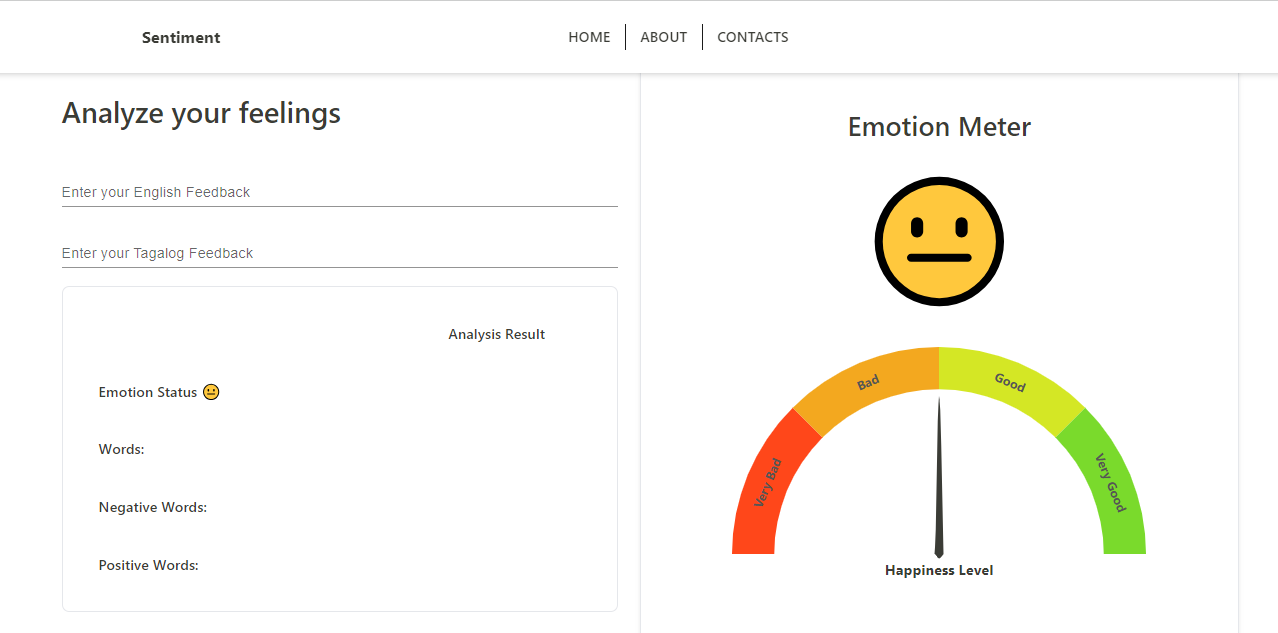 Sentiment
HOME
ABOUT
CONTACTS
Analyze your feelings
Enter your English Feedback
Enter your Tagalog Feedback
Analysis Result
Emotion Status
Words:
Negative Words:
Positive Words:
Emotion Meter
Very Bad
Bad
Good
Very Good
Happiness Level